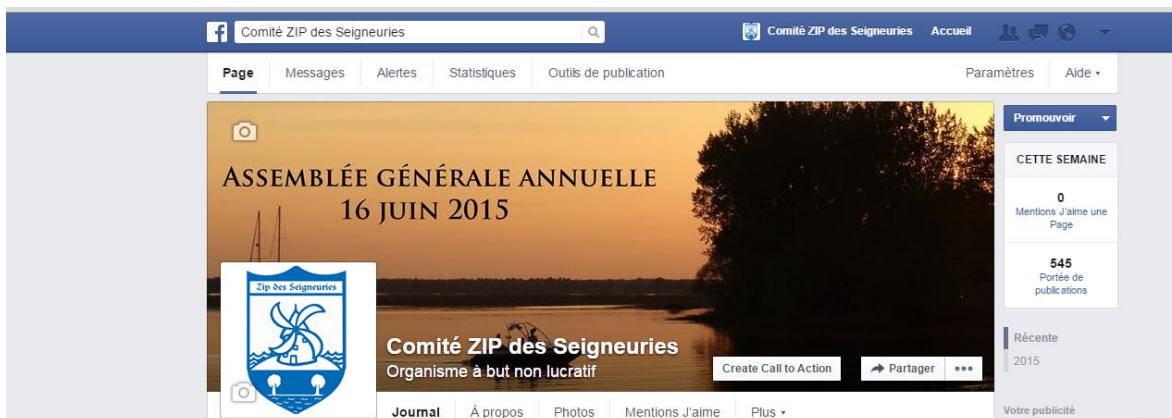 Comité ZIP des Seigneuries
Comité ZIP des Seigneuries Accueil
Page Messages Alertes Statistiques Outils de publication Paramètres Aide
ASSEMBLÉE GÉNÉRALE ANNUELLE
16 JUIN 2015
Zip des Seigneuries
Comité ZIP des Seigneuries
Organisme à but non lucratif
Create Call to Action Partager
Journal À propos Photos Mentions J'aime Plus
Promouvoir
CETTE SEMAINE
0
Mentions J'aime une
Page
545
Portée de
publications
Récente
2015
Votre publicité